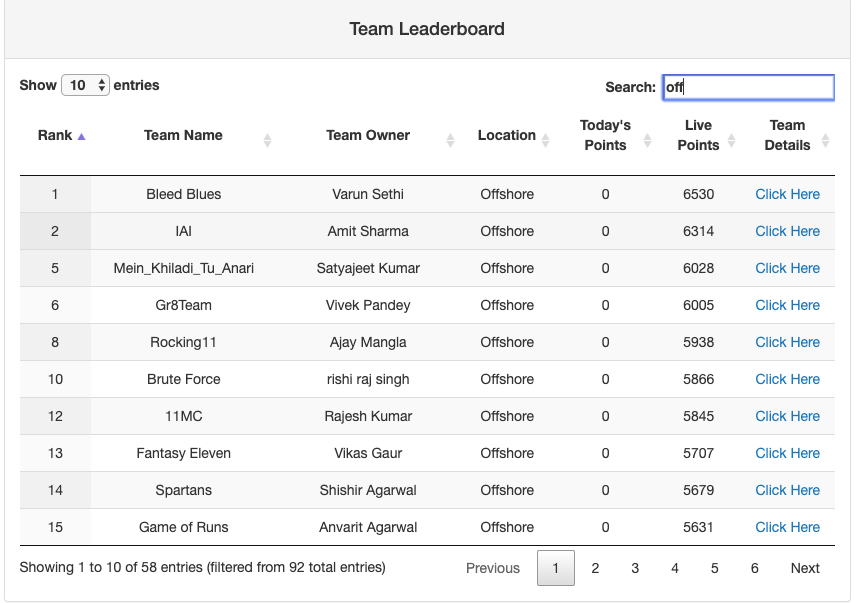 Team Leaderboard
Show 10 entries Search: off
Rank Team Name Team Owner Location Today's Points Live Points Team Details
1 Bleed Blues Varun Sethi Offshore 0 6530 Click Here
2 IAI Amit Sharma Offshore 0 6314 Click Here
5 Mein_Khiladi_Tu_Anari Satyajeet Kumar Offshore 0 6028 Click Here
6 Gr8Team Vivek Pandey Offshore 0 6005 Click Here
8 Rocking11 Ajay Mangla Offshore 0 5938 Click Here
10 Brute Force rishi raj singh Offshore 0 5866 Click Here
12 11MC Rajesh Kumar Offshore 0 5845 Click Here
13 Fantasy Eleven Vikas Gaur Offshore 0 5707 Click Here
14 Spartans Shishir Agarwal Offshore 0 5679 Click Here
15 Game of Runs Anvarit Agarwal Offshore 0 5631 Click Here
Showing 1 to 10 of 58 entries (filtered from 92 total entries) Previous 1 2 3 4 5 6 Next